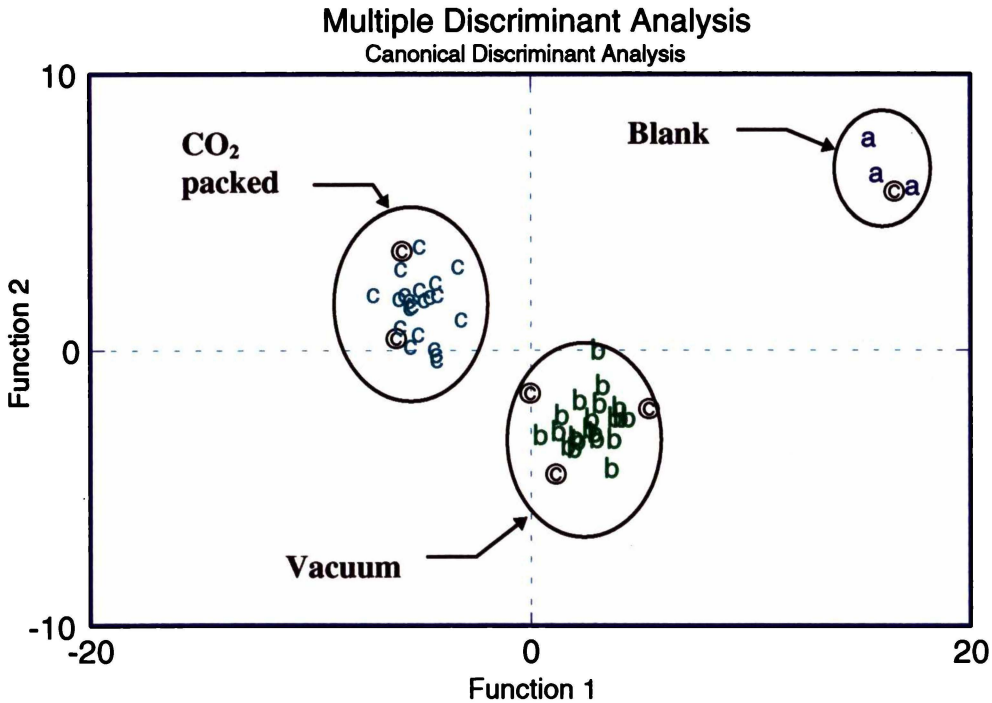 Multiple Discriminant Analysis
Canonical Discriminant Analysis
10
CO₂
packed
Blank
a
a
© a
© c
c
c
c
c
c
c
c
c
c
c
c
c
c
c
©
c
c
c
c
Function 2
0
b
©
b
b
b
b
©
b
b
b
b
b
b
b
b
b
b
b
b
b
©
b
Vacuum
-10
-20
0
20
Function 1